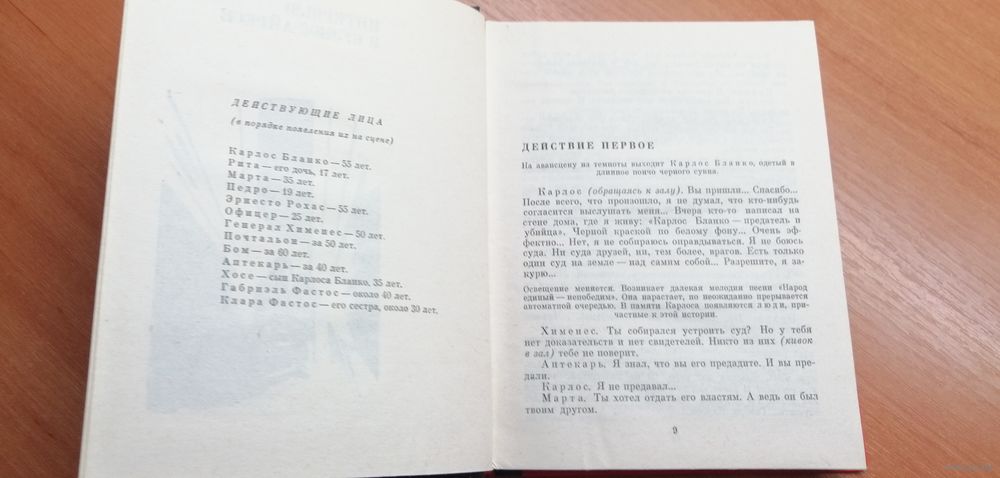 ДЕЙСТВУЮЩИЕ ЛИЦА
(в порядке появления их на сцене)
Карлос Бланко — 55 лет.
Рита — его дочь, 17 лет.
Марта — 35 лет.
Педро — 19 лет.
Эрнесто Рохас — 55 лет.
Офицер — 25 лет.
Генерал Хименес — 50 лет.
Почтальон — за 50 лет.
Бом — за 60 лет.
Аптекарь — за 40 лет.
Хосе — сын Карлоса Бланко, 35 лет.
Габриэль Фастос — около 40 лет.
Клара Фастос — его сестра, около 30 лет.
ДЕЙСТВИЕ ПЕРВОЕ
На авансцену из темноты выходит Карлос Бланко, одетый в
длинное пончо черного сукна.
Карлос (обращаясь к залу). Вы пришли... Спасибо...
После всего, что произошло, я не думал, что кто-нибудь
согласится выслушать меня... Вчера кто-то написал на
стене дома, где я живу: «Карлос Бланко — предатель и
убийца». Черной краской по белому фону... Очень эф-
фектно... Нет, я не собираюсь оправдываться. Я не боюсь
суда. Ни суда друзей, ни, тем более, врагов. Есть только
один суд на земле — над самим собой... Разрешите, я за-
курю...
Освещение меняется. Возникает далекая мелодия песни «Народ
единый — непобедим». Она нарастает, но неожиданно прерывается
автоматной очередью. В памяти Карлоса появляются люди, при-
частные к этой истории.
Хименес. Ты собирался устроить суд? Но у тебя
нет доказательств и нет свидетелей. Никто из них (кивок
в зал) тебе не поверит.
Аптекарь. Я знал, что вы его предадите. И вы пре-
дали.
Карлос. Я не предавал...
Марта. Ты хотел отдать его властям. А ведь он был
твоим другом.
9